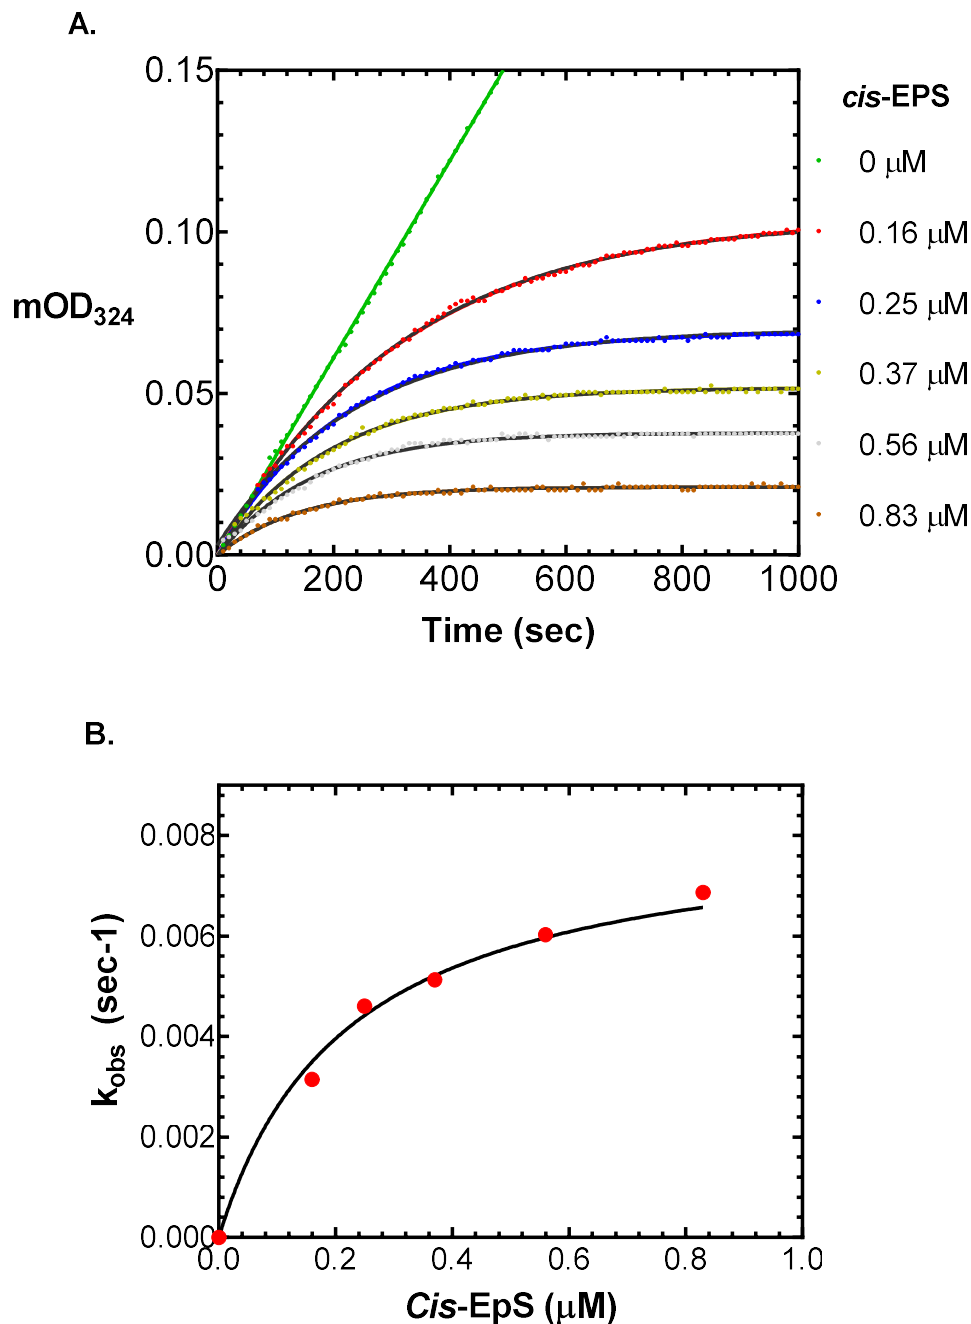 A.
0.15
0.10
0.05
0.00
mOD324
0 200 400 600 800 1000
Time (sec)
cis-EPS
0 μM
0.16 μM
0.25 μM
0.37 μM
0.56 μM
0.83 μM
B.
0.008
0.006
0.004
0.002
0.000
kobs (sec-1)
0.0 0.2 0.4 0.6 0.8 1.0
Cis-EpS (μM)